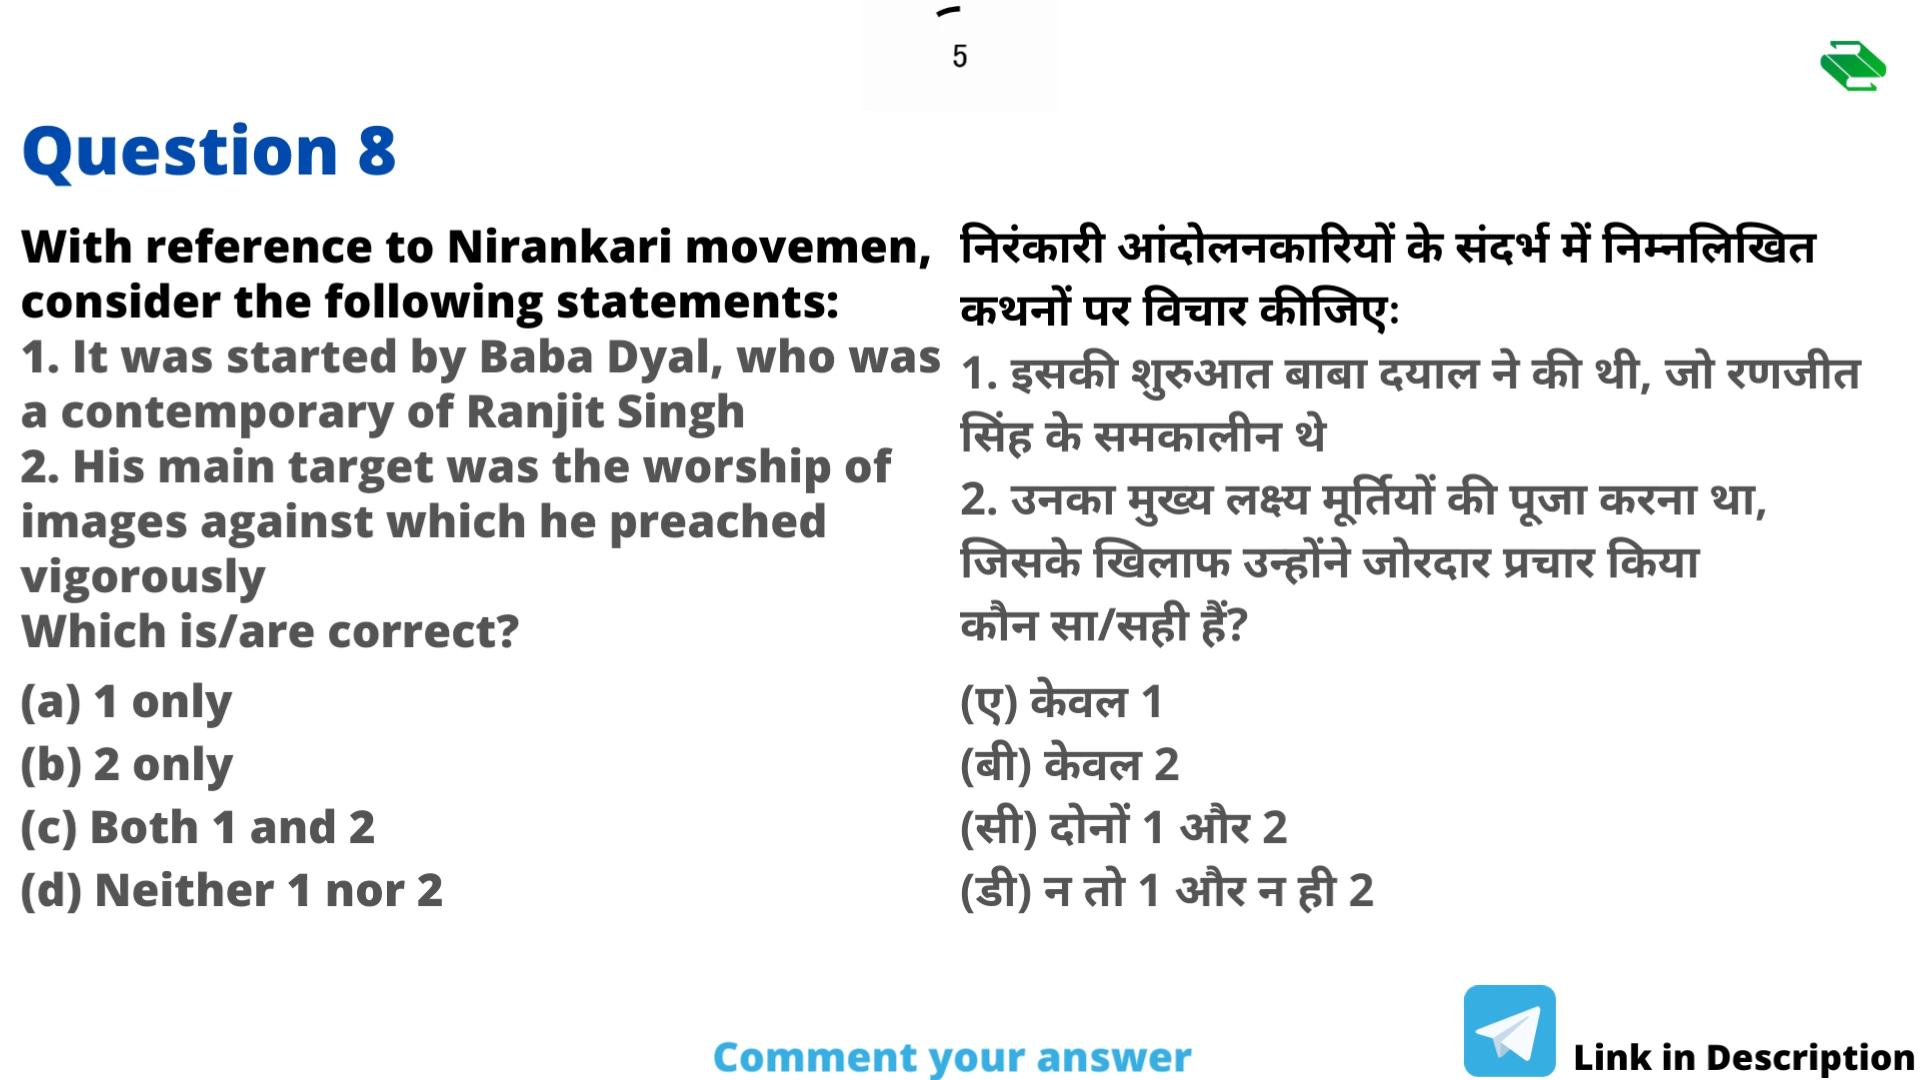 5
Question 8
With reference to Nirankari movemen,
consider the following statements:
1. It was started by Baba Dyal, who was
a contemporary of Ranjit Singh
2. His main target was the worship of
images against which he preached
vigorously
Which is/are correct?
(a) 1 only
(b) 2 only
(c) Both 1 and 2
(d) Neither 1 nor 2
निरंकारी आंदोलनकारियों के संदर्भ में निम्नलिखित
कथनों पर विचार कीजिएः
1. इसकी शुरुआत बाबा दयाल ने की थी, जो रणजीत
सिंह के समकालीन थे
2. उनका मुख्य लक्ष्य मूर्तियों की पूजा करना था,
जिसके खिलाफ उन्होंने जोरदार प्रचार किया
कौन सा/सही हैं?
(ए) केवल 1
(बी) केवल 2
(सी) दोनों 1 और 2
(डी) न तो 1 और न ही 2
Comment your answer
Link in Description